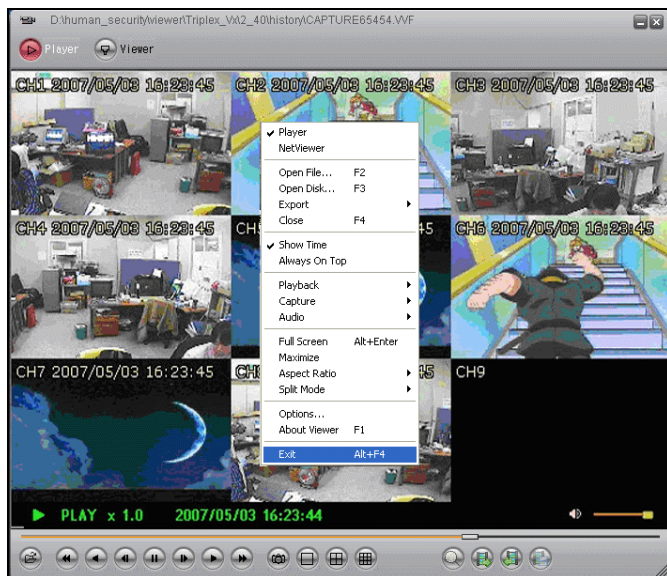 D:\human_security\viewer\Triplex_Vx\2_40\history\CAPTURE65454.VVF
Player
Viewer
CH1 2007/05/03 16:23:45
CH2 2007/05/03 16:23:45
CH3 2007/05/03 16:23:45
Player
NetViewer
Open File... F2
Open Disk... F3
Export
Close F4
Show Time
Always On Top
Playback
Capture
Audio
Full Screen Alt+Enter
Maximize
Aspect Ratio
Split Mode
Options...
About Viewer F1
Exit Alt+F4
CH4 2007/05/03 16:23:45
CH6 2007/05/03 16:23:45
CH7 2007/05/03 16:23:45
45
CH9
PLAY x 1.0 2007/05/03 16:23:44